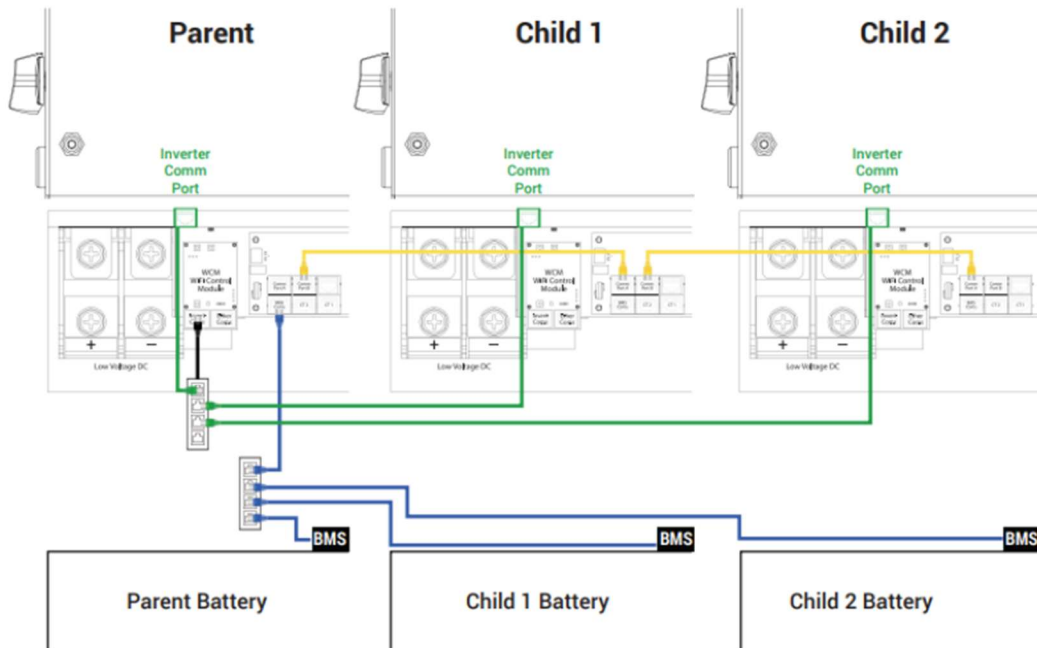 Parent
Child 1
Child 2
Inverter
Comm
Port
Inverter
Comm
Port
Inverter
Comm
Port
WCM
WiFi Control
Module
WCM
WiFi Control
Module
WCM
WiFi Control
Module
+
−
Low Voltage DC
+
−
Low Voltage DC
+
−
Low Voltage DC
BMS
BMS
BMS
Parent Battery
Child 1 Battery
Child 2 Battery